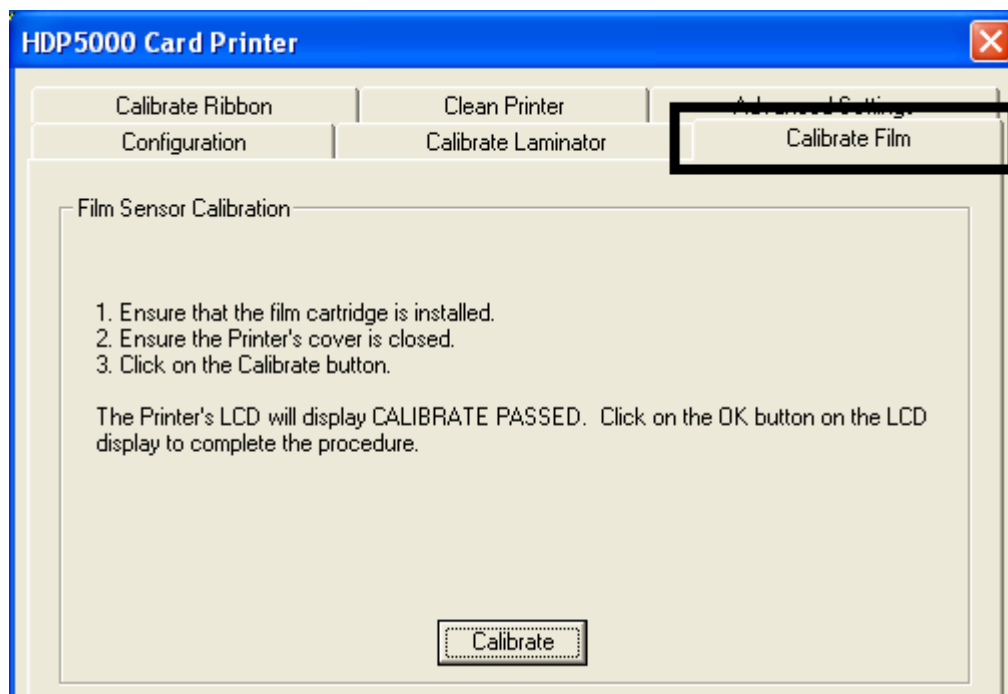 HDP5000 Card Printer
Calibrate Ribbon
Clean Printer
Advanced Settings
Configuration
Calibrate Laminator
Calibrate Film
Film Sensor Calibration
1. Ensure that the film cartridge is installed.
2. Ensure the Printer's cover is closed.
3. Click on the Calibrate button.
The Printer's LCD will display CALIBRATE PASSED.  Click on the OK button on the LCD
display to complete the procedure.
Calibrate